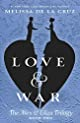 MELISSA DE LA CRUZ
LOVE
&
WAR
The Alex & Eliza Trilogy